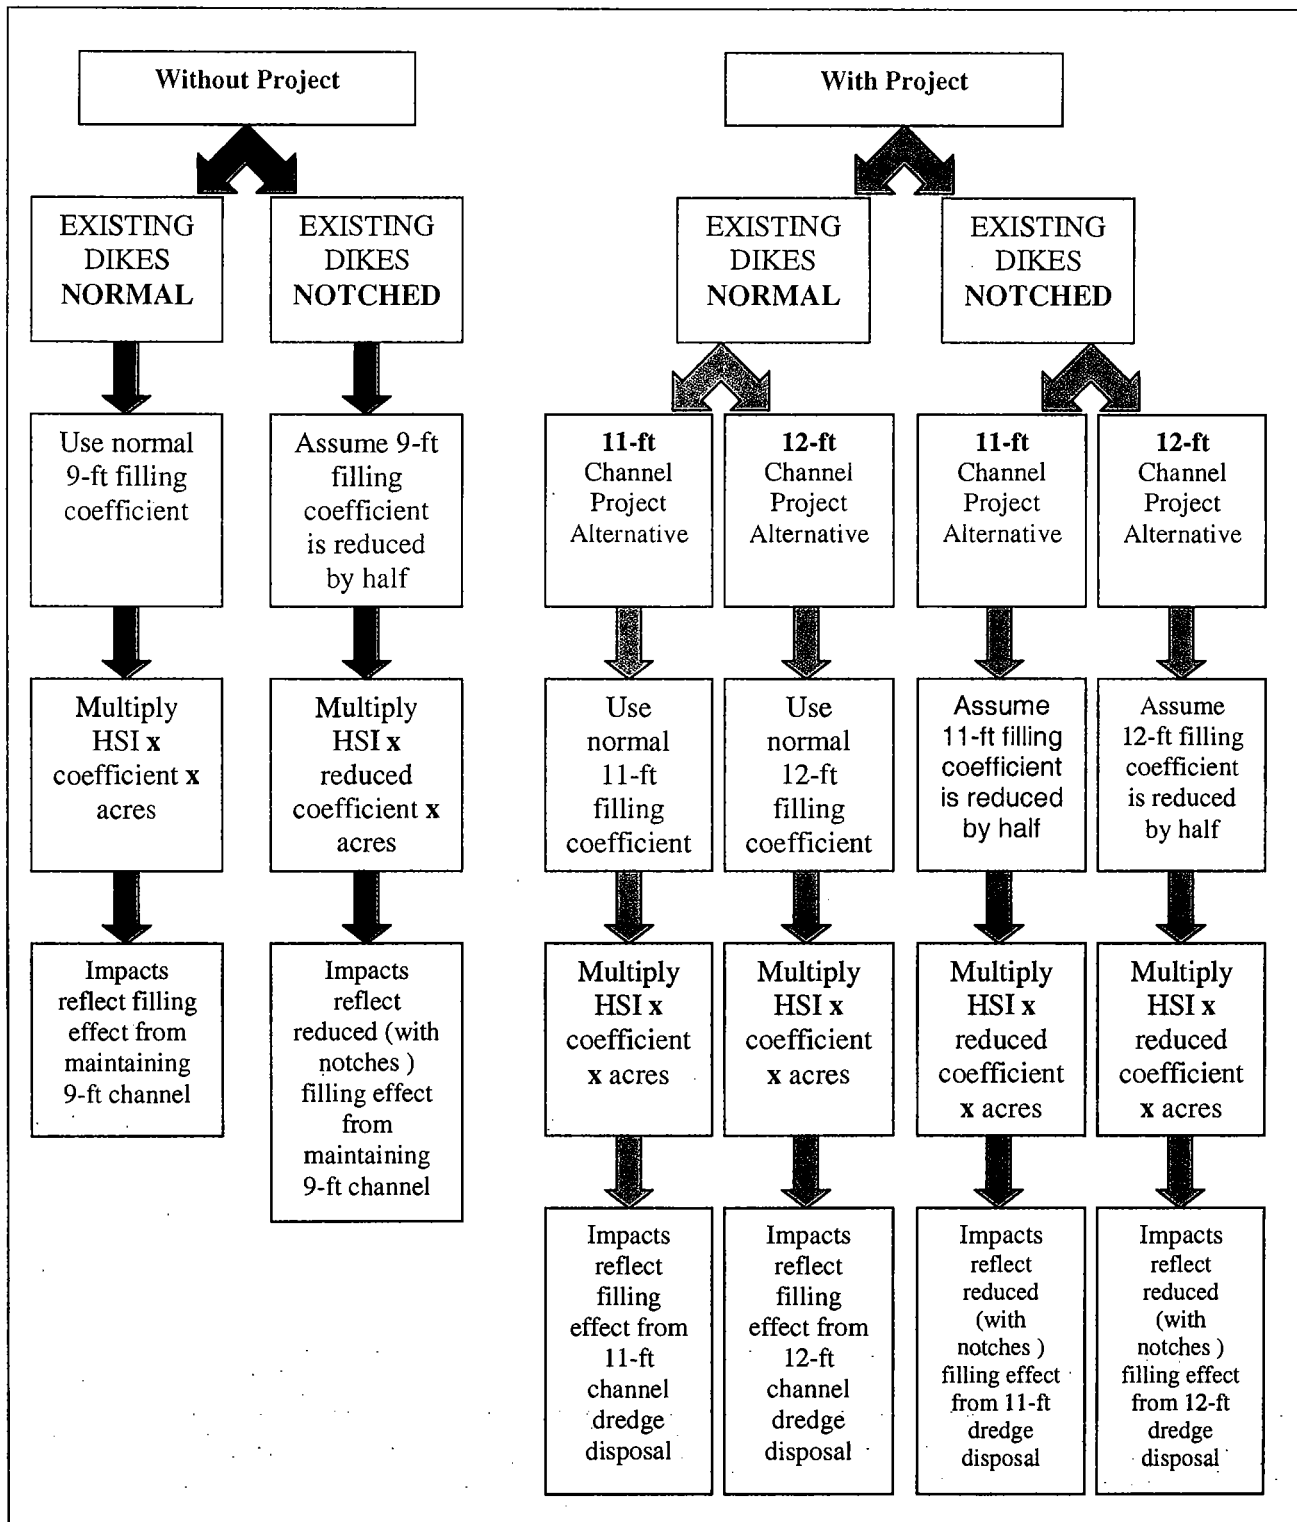 Without Project
With Project
EXISTING
DIKES
NORMAL
EXISTING
DIKES
NOTCHED
EXISTING
DIKES
NORMAL
EXISTING
DIKES
NOTCHED
Use normal
9-ft filling
coefficient
Assume 9-ft
filling
coefficient
is reduced
by half
11-ft
Channel
Project
Alternative
12-ft
Channel
Project
Alternative
11-ft
Channel
Project
Alternative
12-ft
Channel
Project
Alternative
Multiply
HSI x
coefficient x
acres
Multiply
HSI x
reduced
coefficient x
acres
Use
normal
11-ft
filling
coefficient
Use
normal
12-ft
filling
coefficient
Assume
11-ft filling
coefficient
is reduced
by half
Assume
12-ft filling
coefficient
is reduced
by half
Impacts
reflect filling
effect from
maintaining
9-ft channel
Impacts
reflect
reduced (with
notches )
filling effect
from
maintaining
9-ft channel
Multiply
HSI x
coefficient
x acres
Multiply
HSI x
coefficient
x acres
Multiply
HSI x
reduced
coefficient
x acres
Multiply
HSI x
reduced
coefficient
x acres
Impacts
reflect
filling
effect from
11-ft
channel
dredge
disposal
Impacts
reflect
filling
effect from
12-ft
channel
dredge
disposal
Impacts
reflect
reduced
(with
notches )
filling effect
from 11-ft
dredge
disposal
Impacts
reflect
reduced
(with
notches )
filling effect
from 12-ft
dredge
disposal